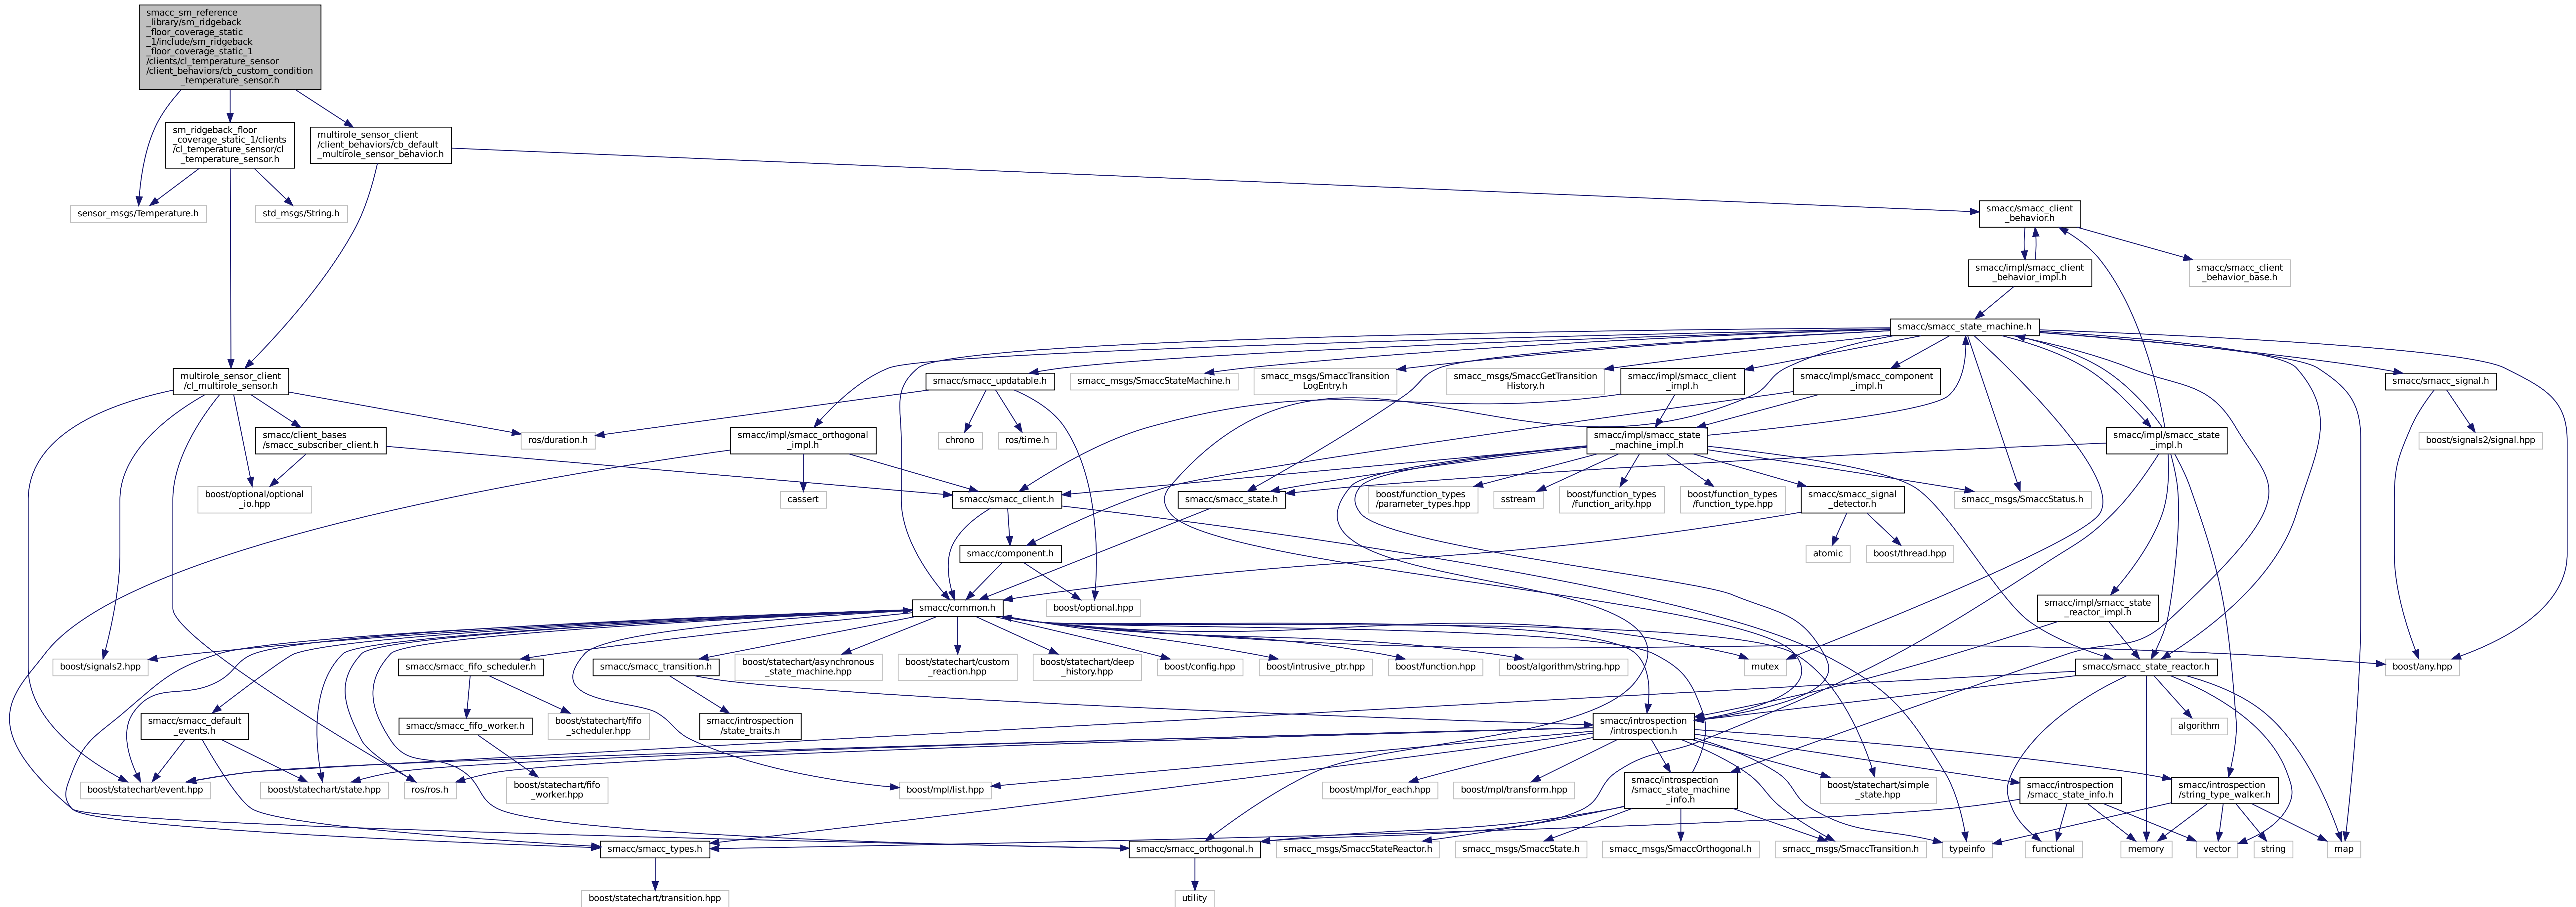 smacc_sm_reference
_library/sm_ridgeback
_floor_coverage_static
_1/include/sm_ridgeback
_floor_coverage_static_1
/clients/cl_temperature_sensor
/client_behaviors/cb_custom_condition
_temperature_sensor.h
sm_ridgeback_floor
_coverage_static_1/clients
/cl_temperature_sensor/cl
_temperature_sensor.h
multirole_sensor_client
/client_behaviors/cb_default
_multirole_sensor_behavior.h
sensor_msgs/Temperature.h
std_msgs/String.h
smacc/smacc_client
_behavior.h
smacc/impl/smacc_client
_behavior_impl.h
smacc/smacc_client
_behavior_base.h
smacc/smacc_state_machine.h
multirole_sensor_client
/cl_multirole_sensor.h
smacc/smacc_updatable.h
smacc_msgs/SmaccStateMachine.h
smacc_msgs/SmaccTransition
LogEntry.h
smacc_msgs/SmaccGetTransition
History.h
smacc/impl/smacc_client
_impl.h
smacc/impl/smacc_component
_impl.h
smacc/smacc_signal.h
smacc/client_bases
/smacc_subscriber_client.h
ros/duration.h
smacc/impl/smacc_orthogonal
_impl.h
chrono
ros/time.h
smacc/impl/smacc_state
_machine_impl.h
smacc/impl/smacc_state
_impl.h
boost/signals2/signal.hpp
boost/optional/optional
_io.hpp
cassert
smacc/smacc_client.h
smacc/smacc_state.h
boost/function_types
/parameter_types.hpp
sstream
boost/function_types
/function_arity.hpp
boost/function_types
/function_type.hpp
smacc/smacc_signal
_detector.h
smacc_msgs/SmaccStatus.h
smacc/component.h
atomic
boost/thread.hpp
smacc/common.h
boost/optional.hpp
smacc/impl/smacc_state
_reactor_impl.h
boost/signals2.hpp
smacc/smacc_fifo_scheduler.h
smacc/smacc_transition.h
boost/statechart/asynchronous
_state_machine.hpp
boost/statechart/custom
_reaction.hpp
boost/statechart/deep
_history.hpp
boost/config.hpp
boost/intrusive_ptr.hpp
boost/function.hpp
boost/algorithm/string.hpp
mutex
smacc/smacc_state_reactor.h
boost/any.hpp
smacc/smacc_default
_events.h
smacc/smacc_fifo_worker.h
boost/statechart/fifo
_scheduler.hpp
smacc/introspection
/state_traits.h
smacc/introspection
/introspection.h
algorithm
boost/statechart/event.hpp
boost/statechart/state.hpp
ros/ros.h
boost/statechart/fifo
_worker.hpp
boost/mpl/list.hpp
boost/mpl/for_each.hpp
boost/mpl/transform.hpp
smacc/introspection
/smacc_state_machine
_info.h
boost/statechart/simple
_state.hpp
smacc/introspection
/smacc_state_info.h
smacc/introspection
/string_type_walker.h
smacc/smacc_types.h
smacc/smacc_orthogonal.h
smacc_msgs/SmaccStateReactor.h
smacc_msgs/SmaccState.h
smacc_msgs/SmaccOrthogonal.h
smacc_msgs/SmaccTransition.h
typeinfo
functional
memory
vector
string
map
boost/statechart/transition.hpp
utility